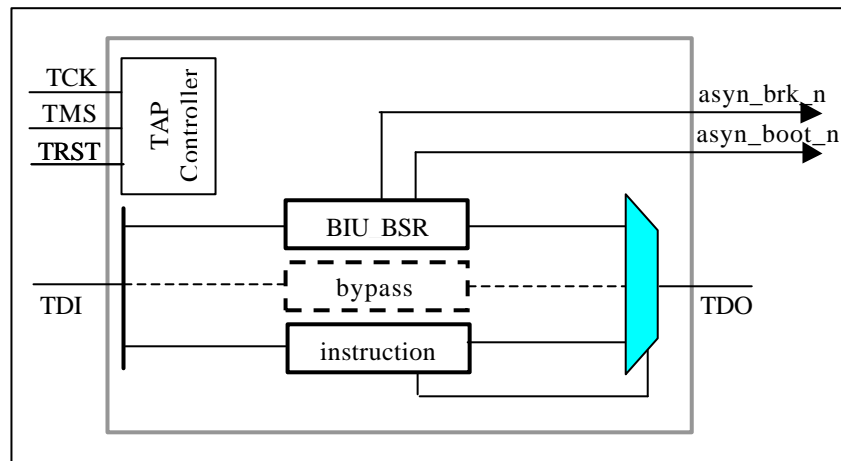 TCK
TMS
TRST
TAP
Controller
asyn_brk_n
asyn_boot_n
BIU BSR
TDI
bypass
TDO
instruction